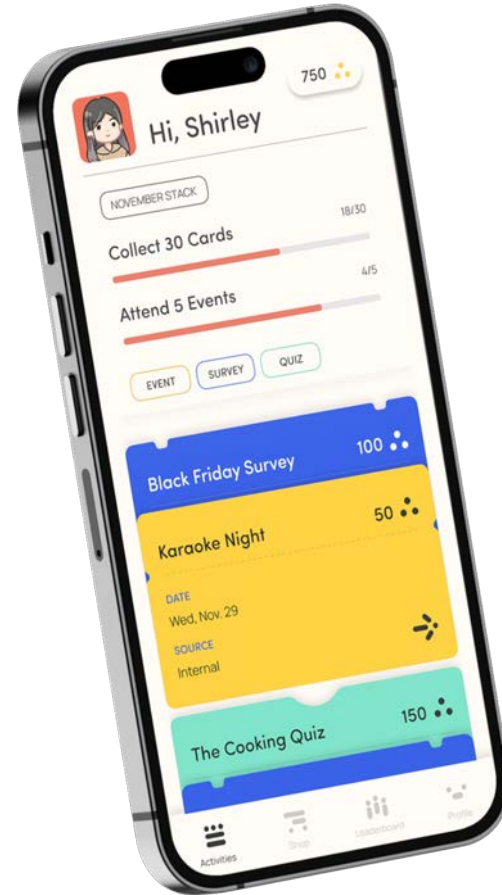 750
Hi, Shirley
NOVEMBER STACK
Collect 30 Cards 18/30
Attend 5 Events 4/5
EVENT SURVEY QUIZ
Black Friday Survey 100
Karaoke Night 50
DATE
Wed, Nov. 29
SOURCE
Internal
The Cooking Quiz 150
Activities Shop Leaderboard Profile